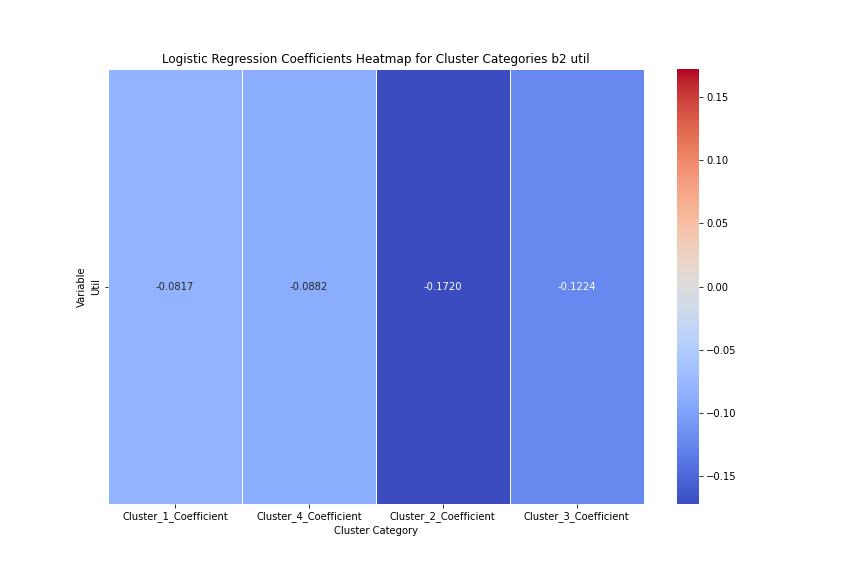 Logistic Regression Coefficients Heatmap for Cluster Categories b2 util
Variable
Util
-0.0817
-0.0882
-0.1720
-0.1224
Cluster_1_Coefficient
Cluster_4_Coefficient
Cluster_2_Coefficient
Cluster_3_Coefficient
Cluster Category
0.15
0.10
0.05
0.00
−0.05
−0.10
−0.15